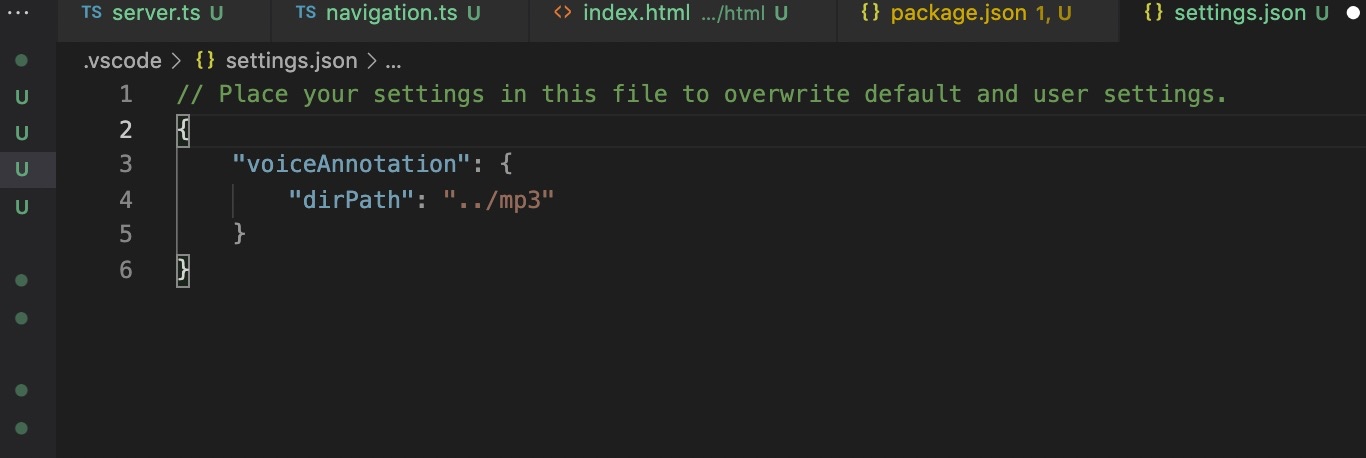 ... TS server.ts U TS navigation.ts U <> index.html .../html U {} package.json 1, U {} settings.json U
.vscode > {} settings.json > ...
1 // Place your settings in this file to overwrite default and user settings.
U
2 {
U
3 "voiceAnnotation": {
U
4 "dirPath": "../mp3"
U
5 }
6 }